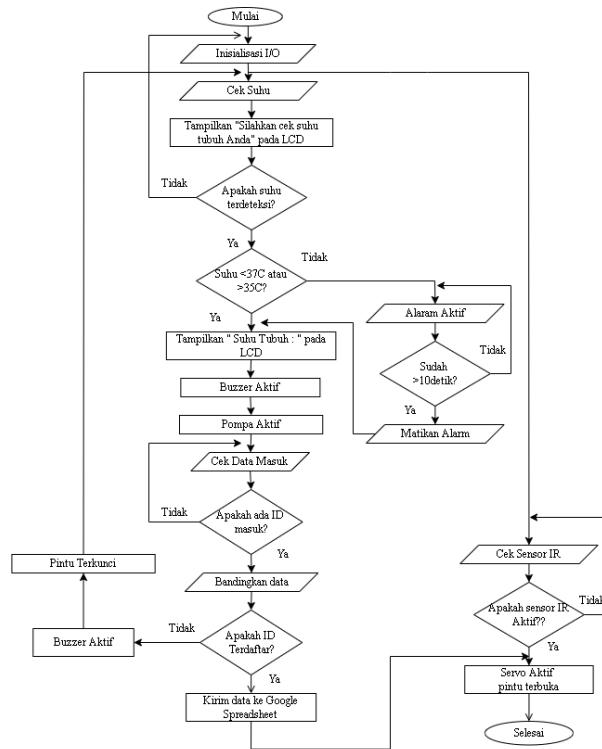 Mulai
Inisialisasi I/O
Cek Suhu
Tampilkan "Silahkan cek suhu
tubuh Anda" pada LCD
Tidak
Apakah suhu
terdeteksi?
Ya
Tidak
Suhu <37C atau
>35C?
Ya
Alaram Aktif
Tampilkan " Suhu Tubuh : " pada
LCD
Sudah
>10detik?
Tidak
Buzzer Aktif
Ya
Pompa Aktif
Matikan Alarm
Cek Data Masuk
Tidak
Apakah ada ID
masuk?
Ya
Cek Sensor IR
Pintu Terkunci
Bandingkan data
Apakah sensor IR
Aktif??
Tidak
Buzzer Aktif
Tidak
Apakah ID
Terdaftar?
Ya
Ya
Servo Aktif
pintu terbuka
Kirim data ke Google
Spreadsheet
Selesai